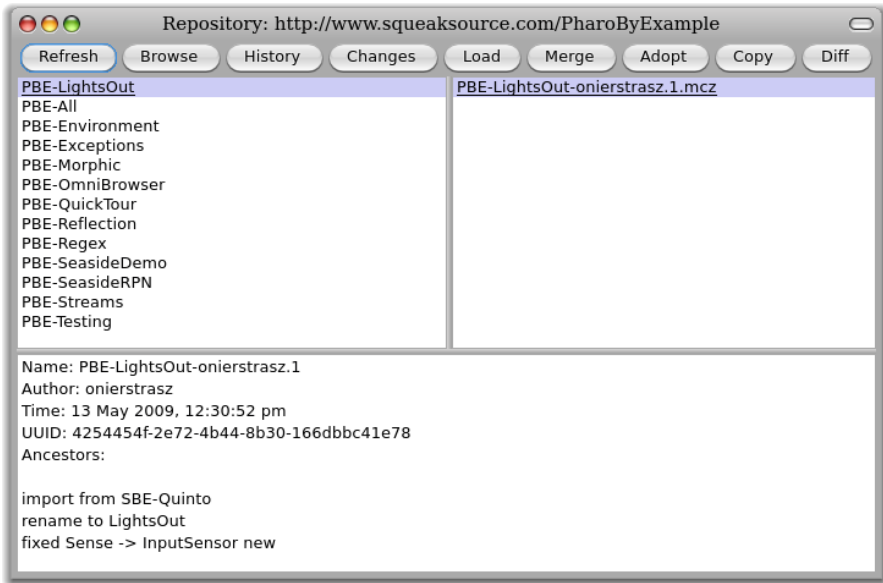 Repository: http://www.squeaksource.com/PharoByExample
Refresh Browse History Changes Load Merge Adopt Copy Diff
PBE-LightsOut
PBE-All
PBE-Environment
PBE-Exceptions
PBE-Morphic
PBE-OmniBrowser
PBE-QuickTour
PBE-Reflection
PBE-Regex
PBE-SeasideDemo
PBE-SeasideRPN
PBE-Streams
PBE-Testing
PBE-LightsOut-onierstrasz.1.mcz
Name: PBE-LightsOut-onierstrasz.1
Author: onierstrasz
Time: 13 May 2009, 12:30:52 pm
UUID: 4254454f-2e72-4b44-8b30-166dbbc41e78
Ancestors:
import from SBE-Quinto
rename to LightsOut
fixed Sense -> InputSensor new